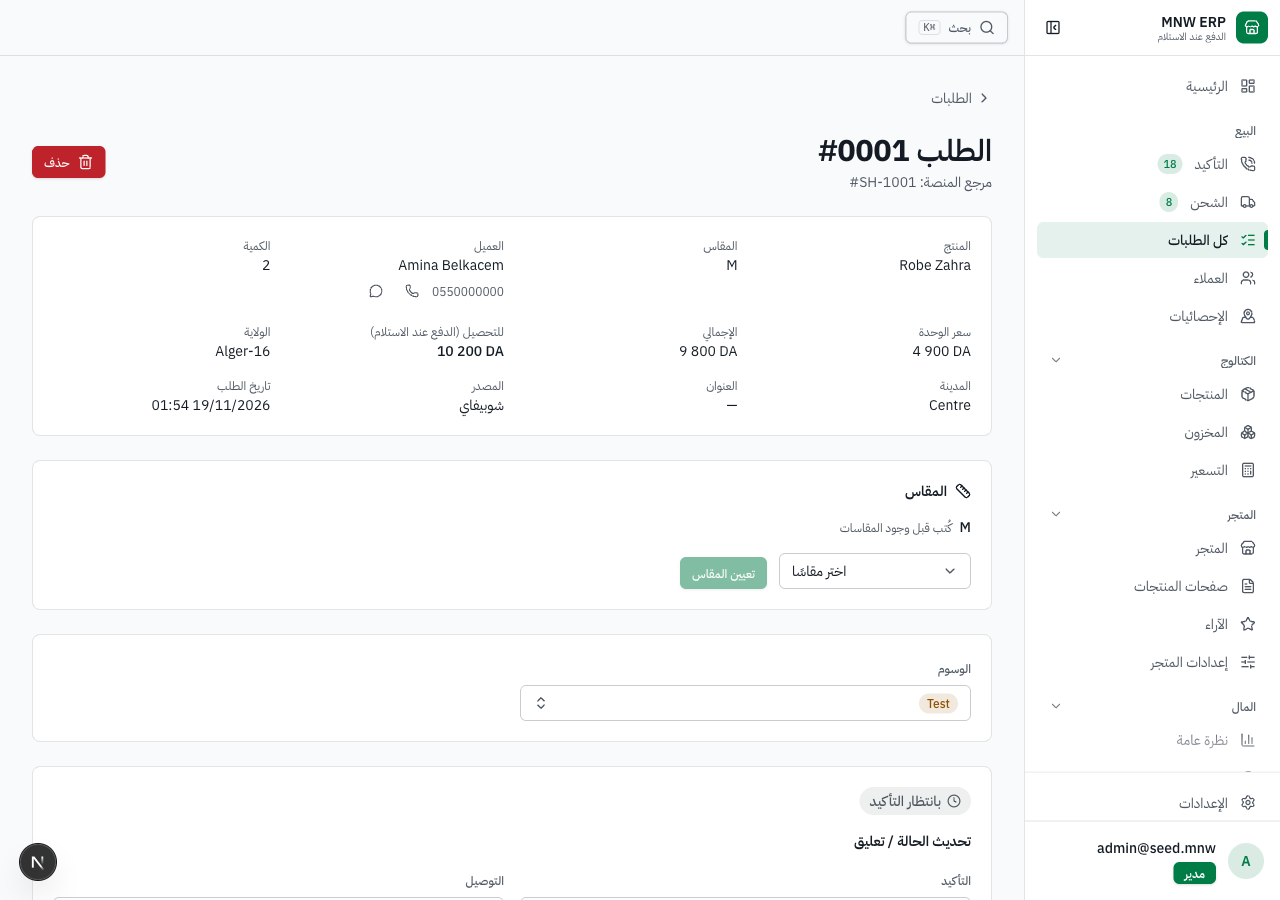 MNW ERP
الدفع عند الاستلام
الرئيسية
البيع
التأكيد 18
الشحن 8
كل الطلبات
العملاء
الإحصائيات
الكتالوج
المنتجات
المخزون
التسعير
المتجر
المتجر
صفحات المنتجات
الآراء
إعدادات المتجر
المال
نظرة عامة
الإعدادات
A
admin@seed.mnw
مدير
بحث ⌘K
الطلبات
الطلب 0001#
مرجع المنصة: SH-1001#
حذف
المنتج
Robe Zahra
المقاس
M
العميل
Amina Belkacem
0550000000
الكمية
2
سعر الوحدة
4 900 DA
الإجمالي
9 800 DA
للتحصيل (الدفع عند الاستلام)
10 200 DA
الولاية
Alger-16
المدينة
Centre
العنوان
—
المصدر
شوبيفاي
تاريخ الطلب
19/11/2026 01:54
المقاس
M كُتب قبل وجود المقاسات
اختر مقاسًا
تعيين المقاس
الوسوم
Test
بانتظار التأكيد
تحديث الحالة / تعليق
التأكيد
التوصيل
N